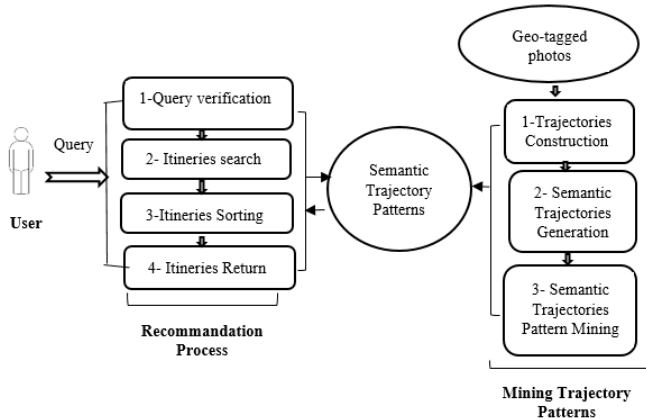 Geo-tagged
photos
1-Query verification
Query
2- Itineries search
User
3-Itineries Sorting
4- Itineries Return
Recommandation
Process
Semantic
Trajectory
Patterns
1-Trajectories
Construction
2- Semantic
Trajectories
Generation
3- Semantic
Trajectories
Pattern Mining
Mining Trajectory
Patterns